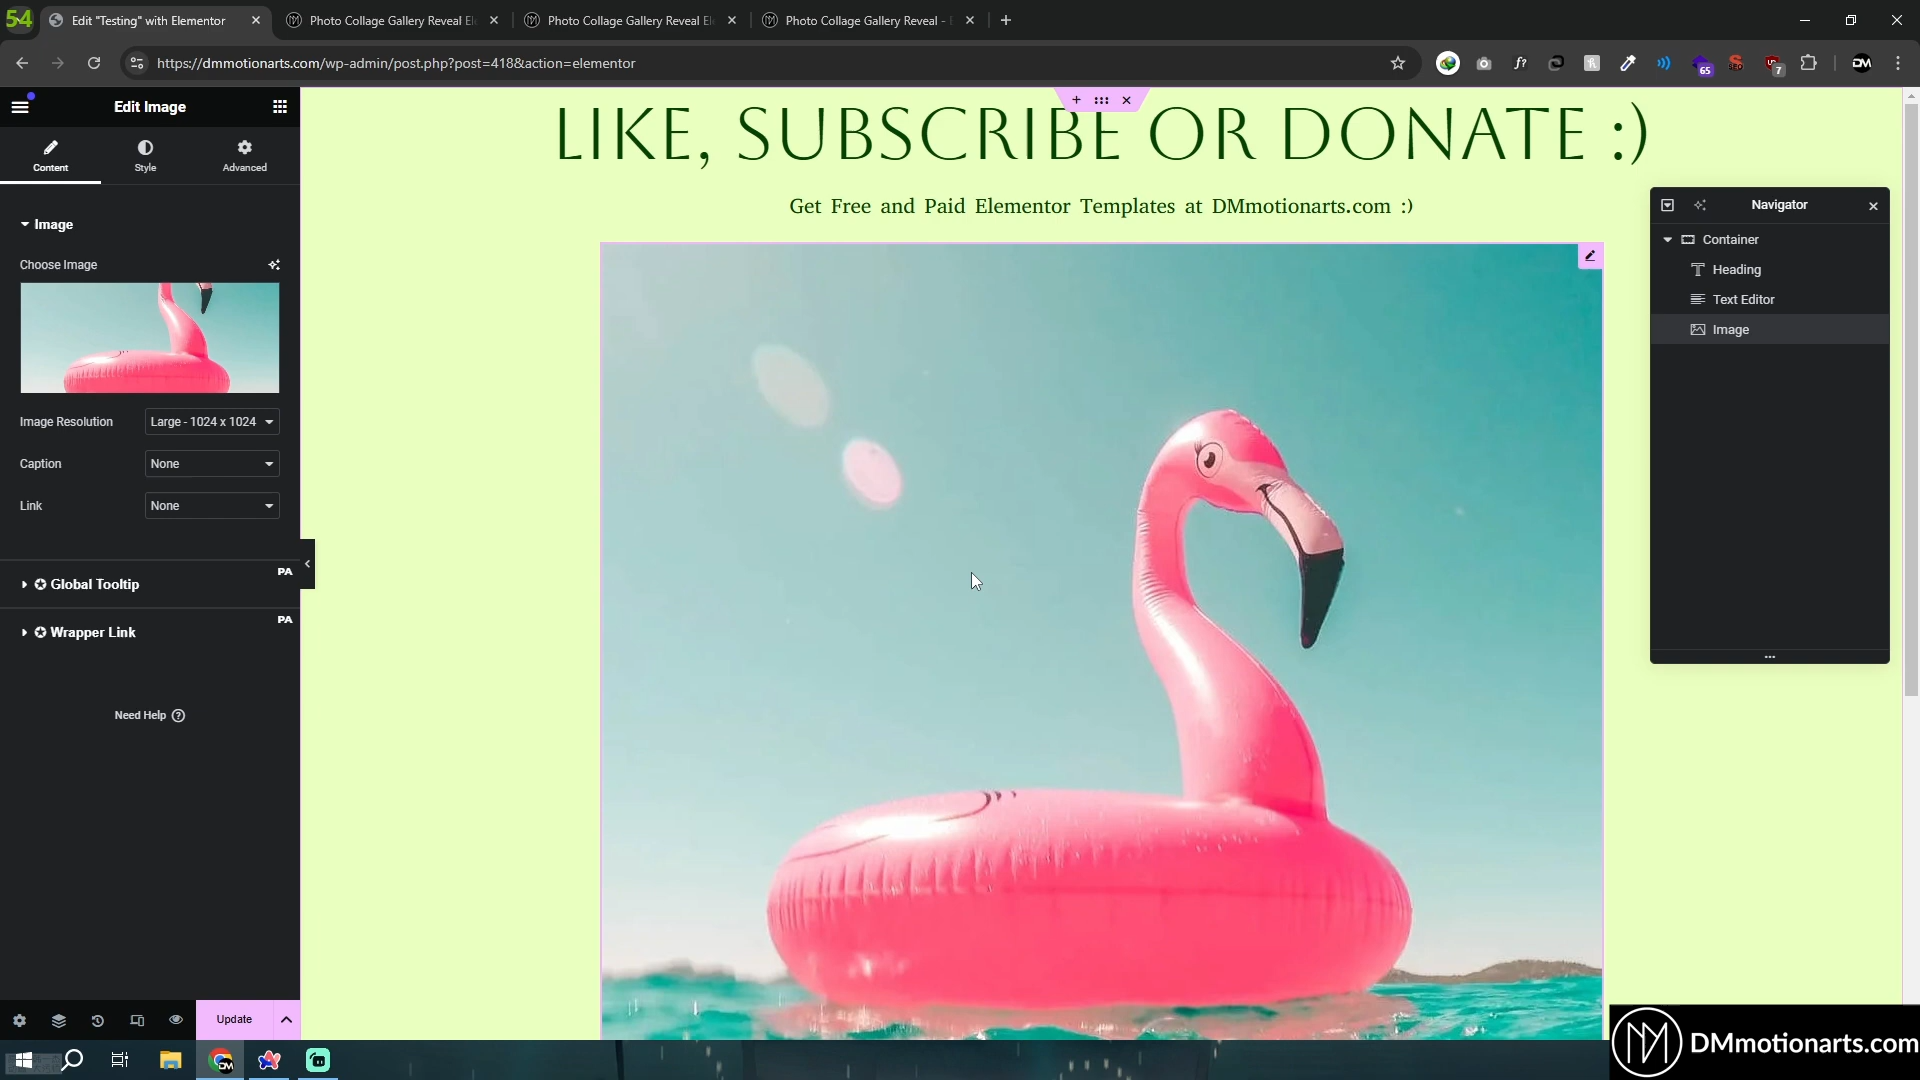 54
Edit "Testing" with Elementor
Photo Collage Gallery Reveal El
Photo Collage Gallery Reveal El
Photo Collage Gallery Reveal - E
https://dmmotionarts.com/wp-admin/post.php?post=418&action=elementor
f?
65
SEO
7
DM
Edit Image
Content
Style
Advanced
Image
Choose Image
Image Resolution
Large - 1024 x 1024
Caption
None
Link
None
PA
Global Tooltip
PA
Wrapper Link
Need Help
Update
LIKE, SUBSCRIBE OR DONATE :)
Get Free and Paid Elementor Templates at DMmotionarts.com :)
Navigator
Container
Heading
Text Editor
Image
DMmotionarts.com